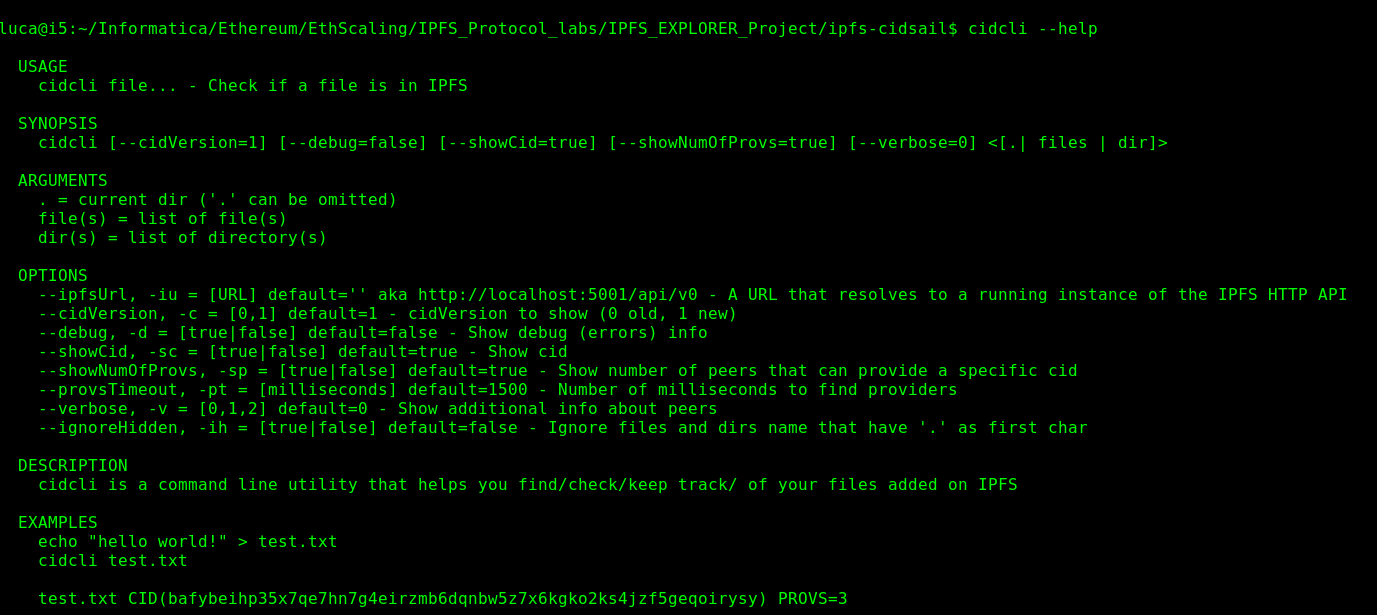 luca@i5:~/Informatica/Ethereum/EthScaling/IPFS_Protocol_labs/IPFS_EXPLORER_Project/ipfs-cidsail$ cidcli --help
USAGE
cidcli file... - Check if a file is in IPFS
SYNOPSIS
cidcli [--cidVersion=1] [--debug=false] [--showCid=true] [--showNumOfProvs=true] [--verbose=0] <[.| files | dir]>
ARGUMENTS
. = current dir ('.' can be omitted)
file(s) = list of file(s)
dir(s) = list of directory(s)
OPTIONS
--ipfsUrl, -iu = [URL] default='' aka http://localhost:5001/api/v0 - A URL that resolves to a running instance of the IPFS HTTP API
--cidVersion, -c = [0,1] default=1 - cidVersion to show (0 old, 1 new)
--debug, -d = [true|false] default=false - Show debug (errors) info
--showCid, -sc = [true|false] default=true - Show cid
--showNumOfProvs, -sp = [true|false] default=true - Show number of peers that can provide a specific cid
--provsTimeout, -pt = [milliseconds] default=1500 - Number of milliseconds to find providers
--verbose, -v = [0,1,2] default=0 - Show additional info about peers
--ignoreHidden, -ih = [true|false] default=false - Ignore files and dirs name that have '.' as first char
DESCRIPTION
cidcli is a command line utility that helps you find/check/keep track/ of your files added on IPFS
EXAMPLES
echo "hello world!" > test.txt
cidcli test.txt
test.txt CID(bafybeihp35x7qe7hn7g4eirzmb6dqnbw5z7x6kgko2ks4jzf5geqoirysy) PROVS=3